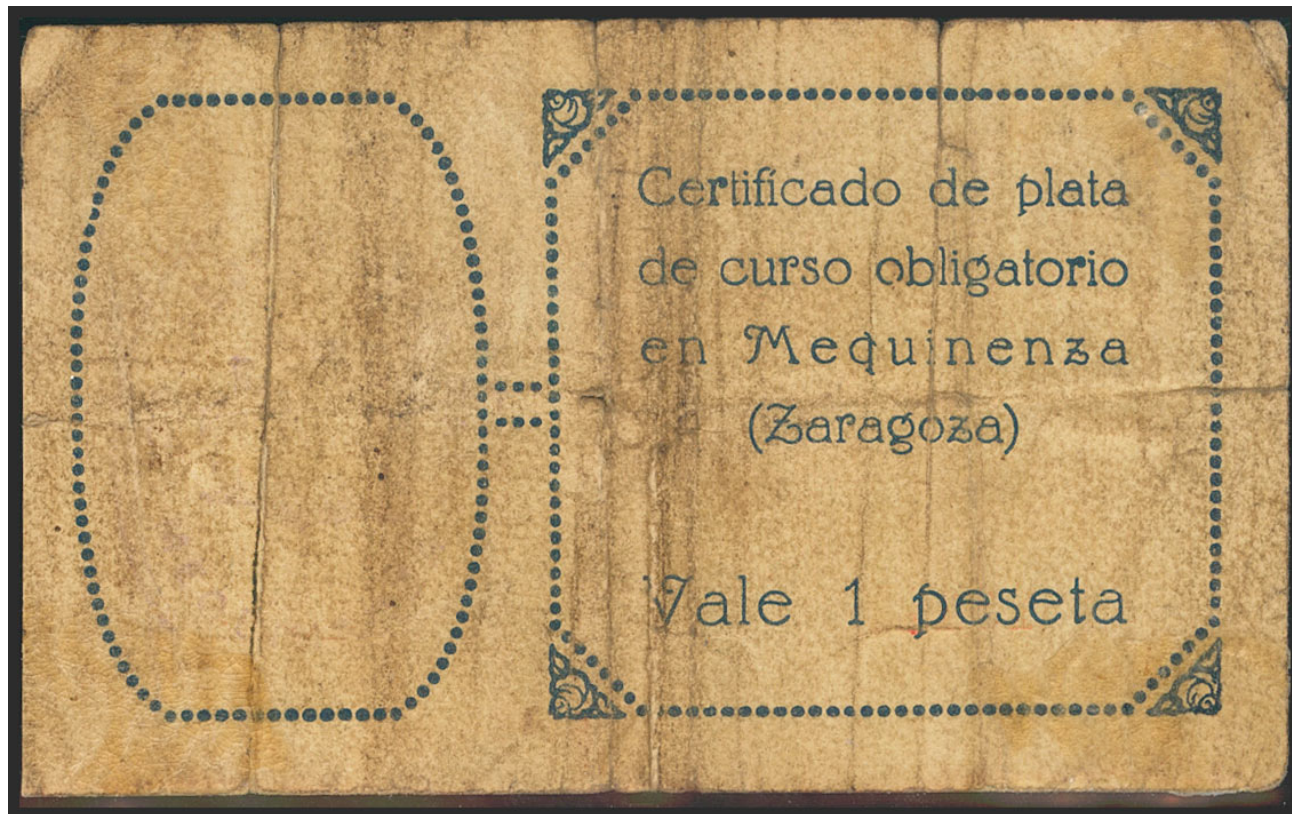 Certificado de plata
de curso obligatorio
en Mequinenza
(Zaragoza)
Vale 1 peseta